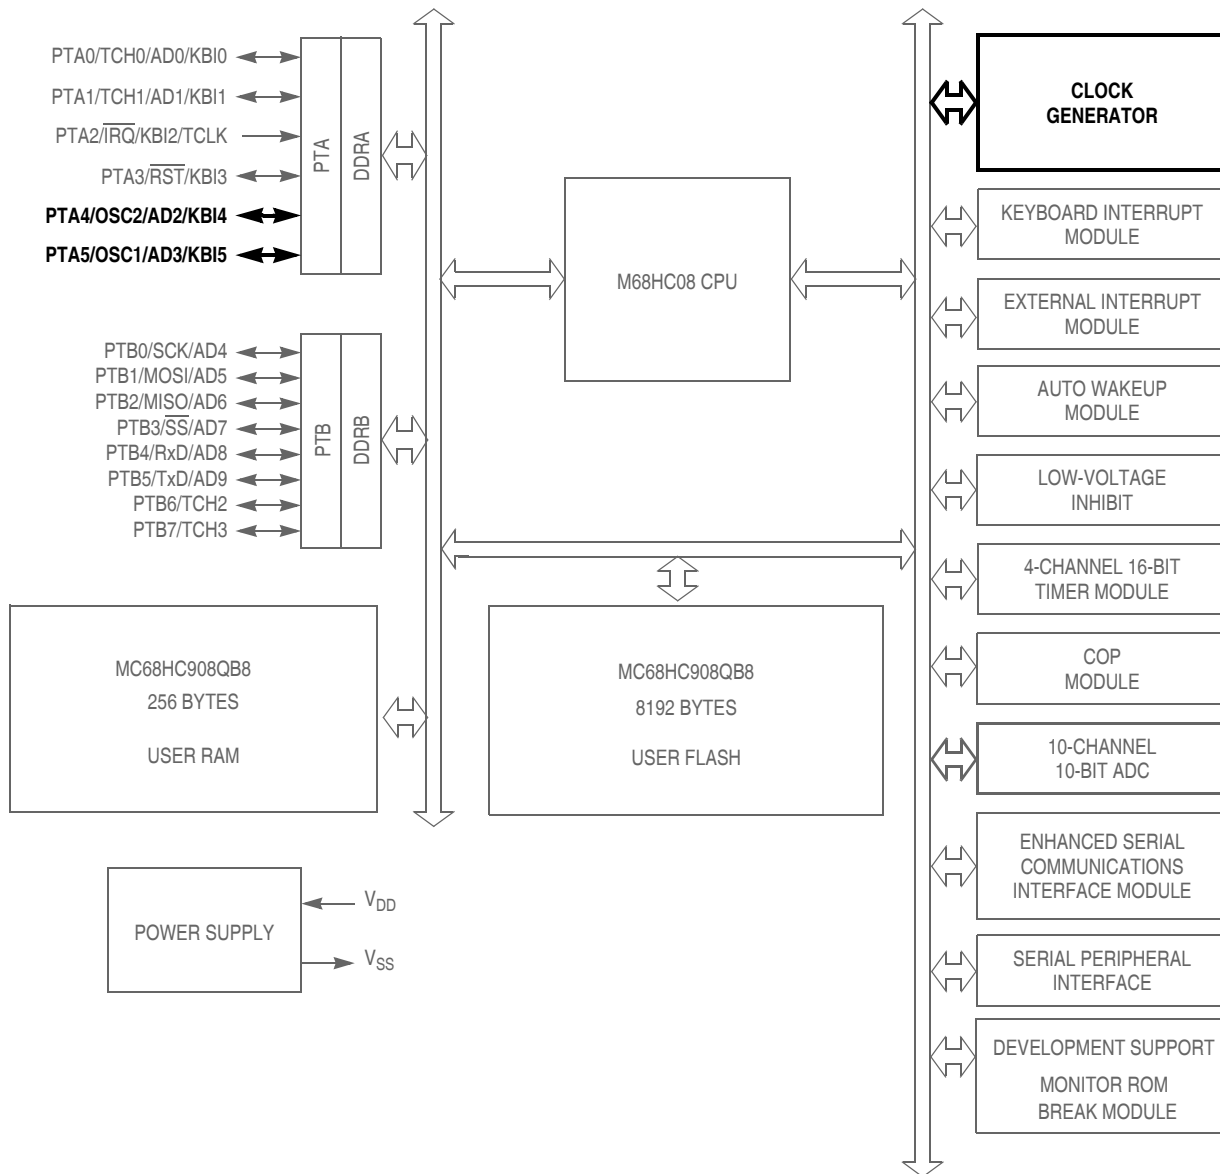 PTA0/TCH0/AD0/KBI0
PTA1/TCH1/AD1/KBI1
PTA2/IRQ/KBI2/TCLK
PTA3/RST/KBI3
PTA4/OSC2/AD2/KBI4
PTA5/OSC1/AD3/KBI5
PTA
DDRA
PTB0/SCK/AD4
PTB1/MOSI/AD5
PTB2/MISO/AD6
PTB3/SS/AD7
PTB4/RxD/AD8
PTB5/TxD/AD9
PTB6/TCH2
PTB7/TCH3
PTB
DDRB
M68HC08 CPU
MC68HC908QB8
256 BYTES
USER RAM
MC68HC908QB8
8192 BYTES
USER FLASH
POWER SUPPLY
VDD
VSS
CLOCK
GENERATOR
KEYBOARD INTERRUPT
MODULE
EXTERNAL INTERRUPT
MODULE
AUTO WAKEUP
MODULE
LOW-VOLTAGE
INHIBIT
4-CHANNEL 16-BIT
TIMER MODULE
COP
MODULE
10-CHANNEL
10-BIT ADC
ENHANCED SERIAL
COMMUNICATIONS
INTERFACE MODULE
SERIAL PERIPHERAL
INTERFACE
DEVELOPMENT SUPPORT
MONITOR ROM
BREAK MODULE